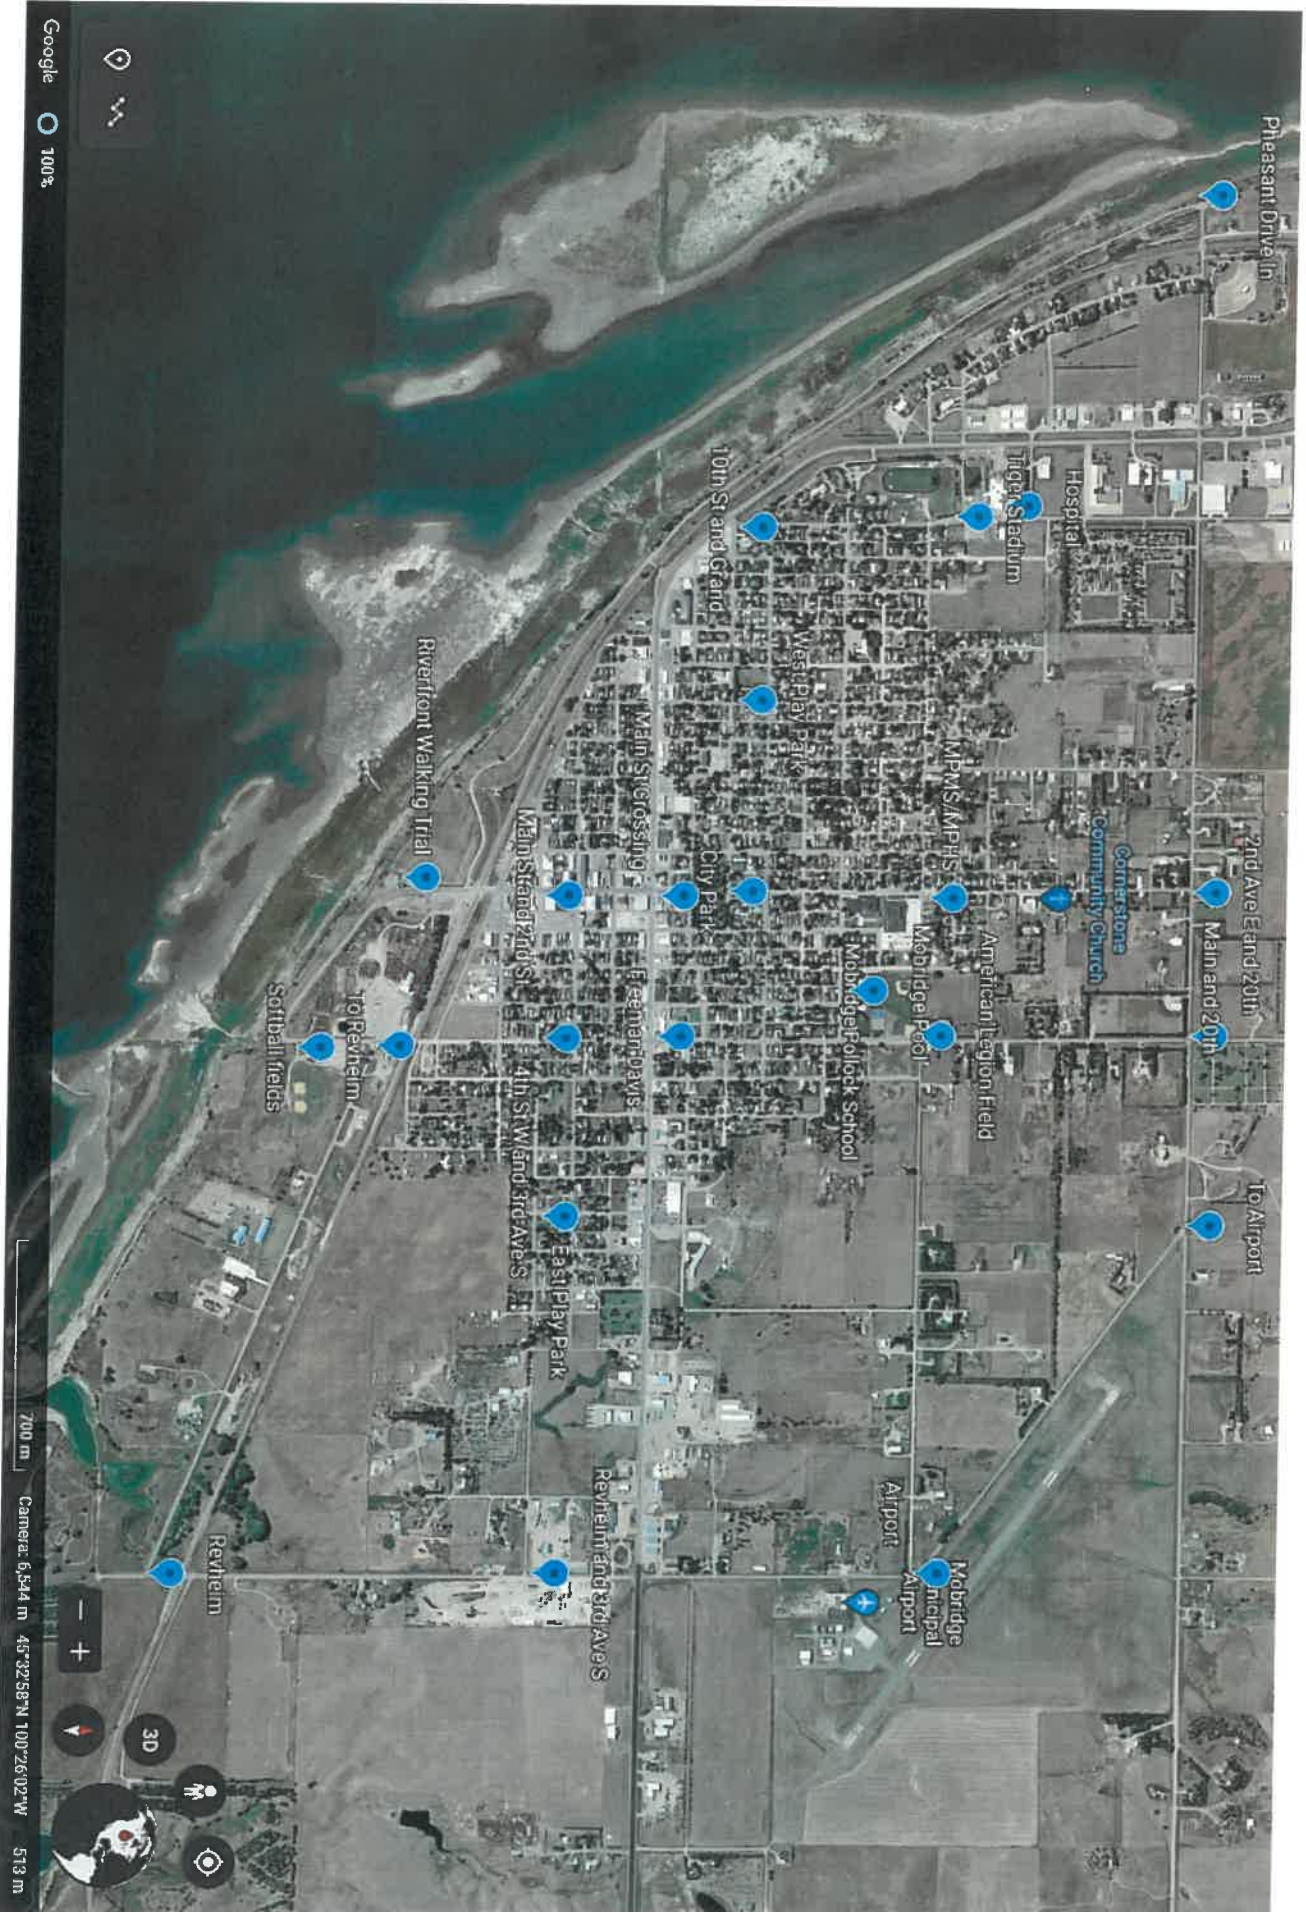 Pheasant Drive In
Hospital
Tiger Stadium
10th St and Grand
West Play Park
MPMS/MPHS
Cornerstone
Community Church
2nd Ave E and 20th
Main and 20th
Main St Crossing
City Park
American Legion Field
Mobridge Pool
Mobridge Pollock School
Riverfront Walking Trial
Main St and 2nd St
Freeman Davis
To Airport
Softball fields
To Revheim
4th St W and 3rd Ave S
East Play Park
Airport
Mobridge
Municipal
Airport
Revheim and 3rd Ave S
Revheim
3D
Google
100%
700 m
Camera: 6,544 m
45°32'58"N 100°26'02"W
513 m